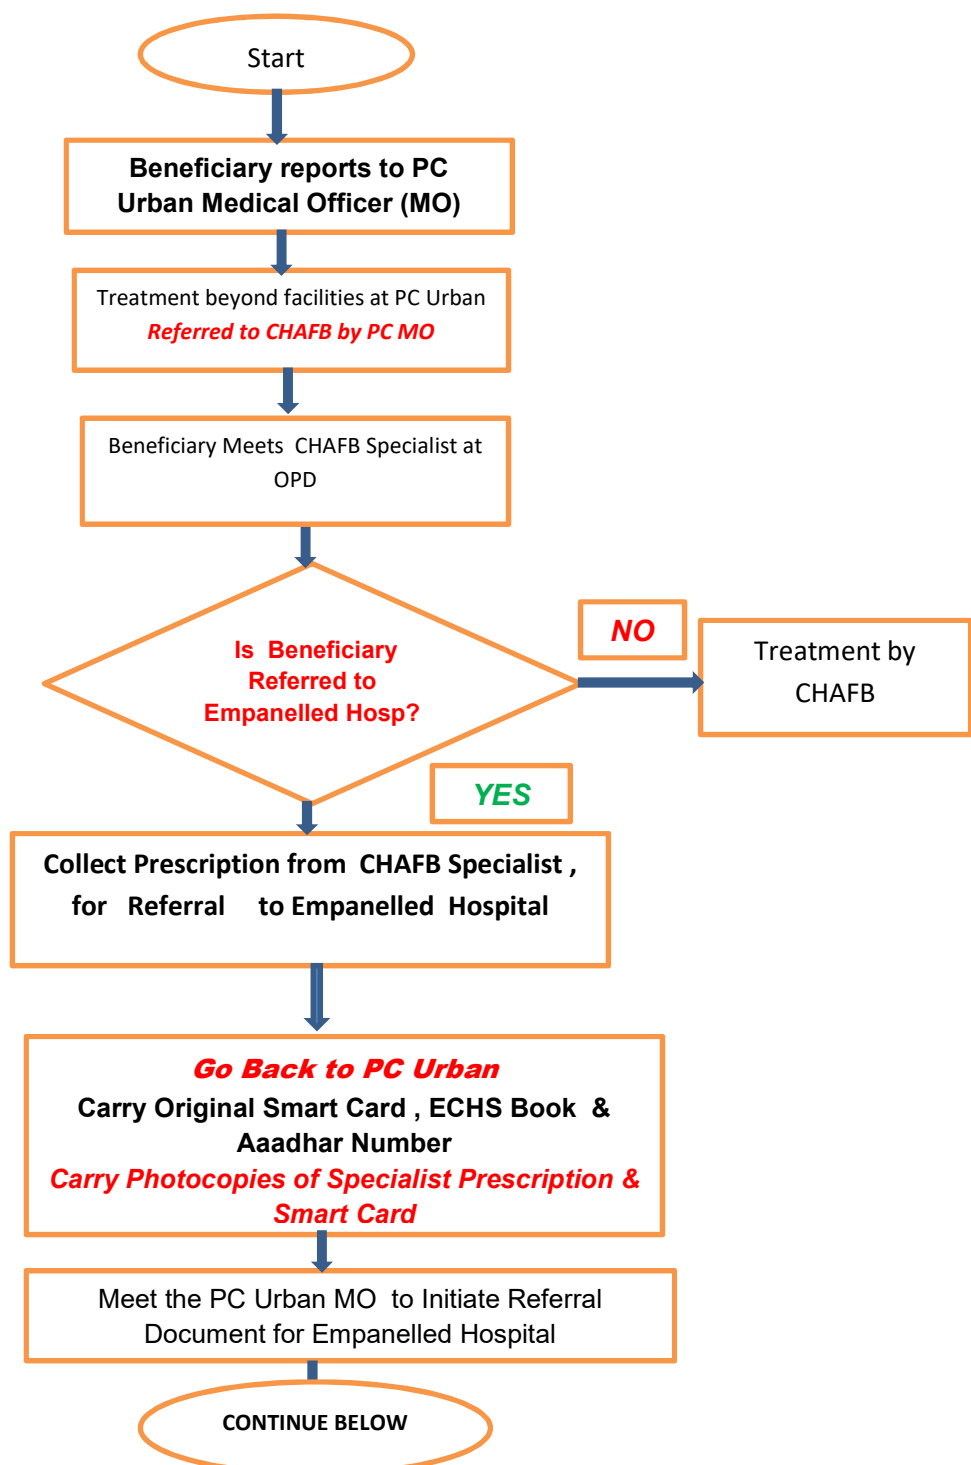 Start
Beneficiary reports to PC
Urban Medical Officer (MO)
Treatment beyond facilities at PC Urban
Referred to CHAFB by PC MO
Beneficiary Meets CHAFB Specialist at
OPD
Is Beneficiary
Referred to
Empanelled Hosp?
NO
Treatment by
CHAFB
YES
Collect Prescription from CHAFB Specialist ,
for Referral to Empanelled Hospital
Go Back to PC Urban
Carry Original Smart Card , ECHS Book &
Aaadhar Number
Carry Photocopies of Specialist Prescription &
Smart Card
Meet the PC Urban MO to Initiate Referral
Document for Empanelled Hospital
CONTINUE BELOW